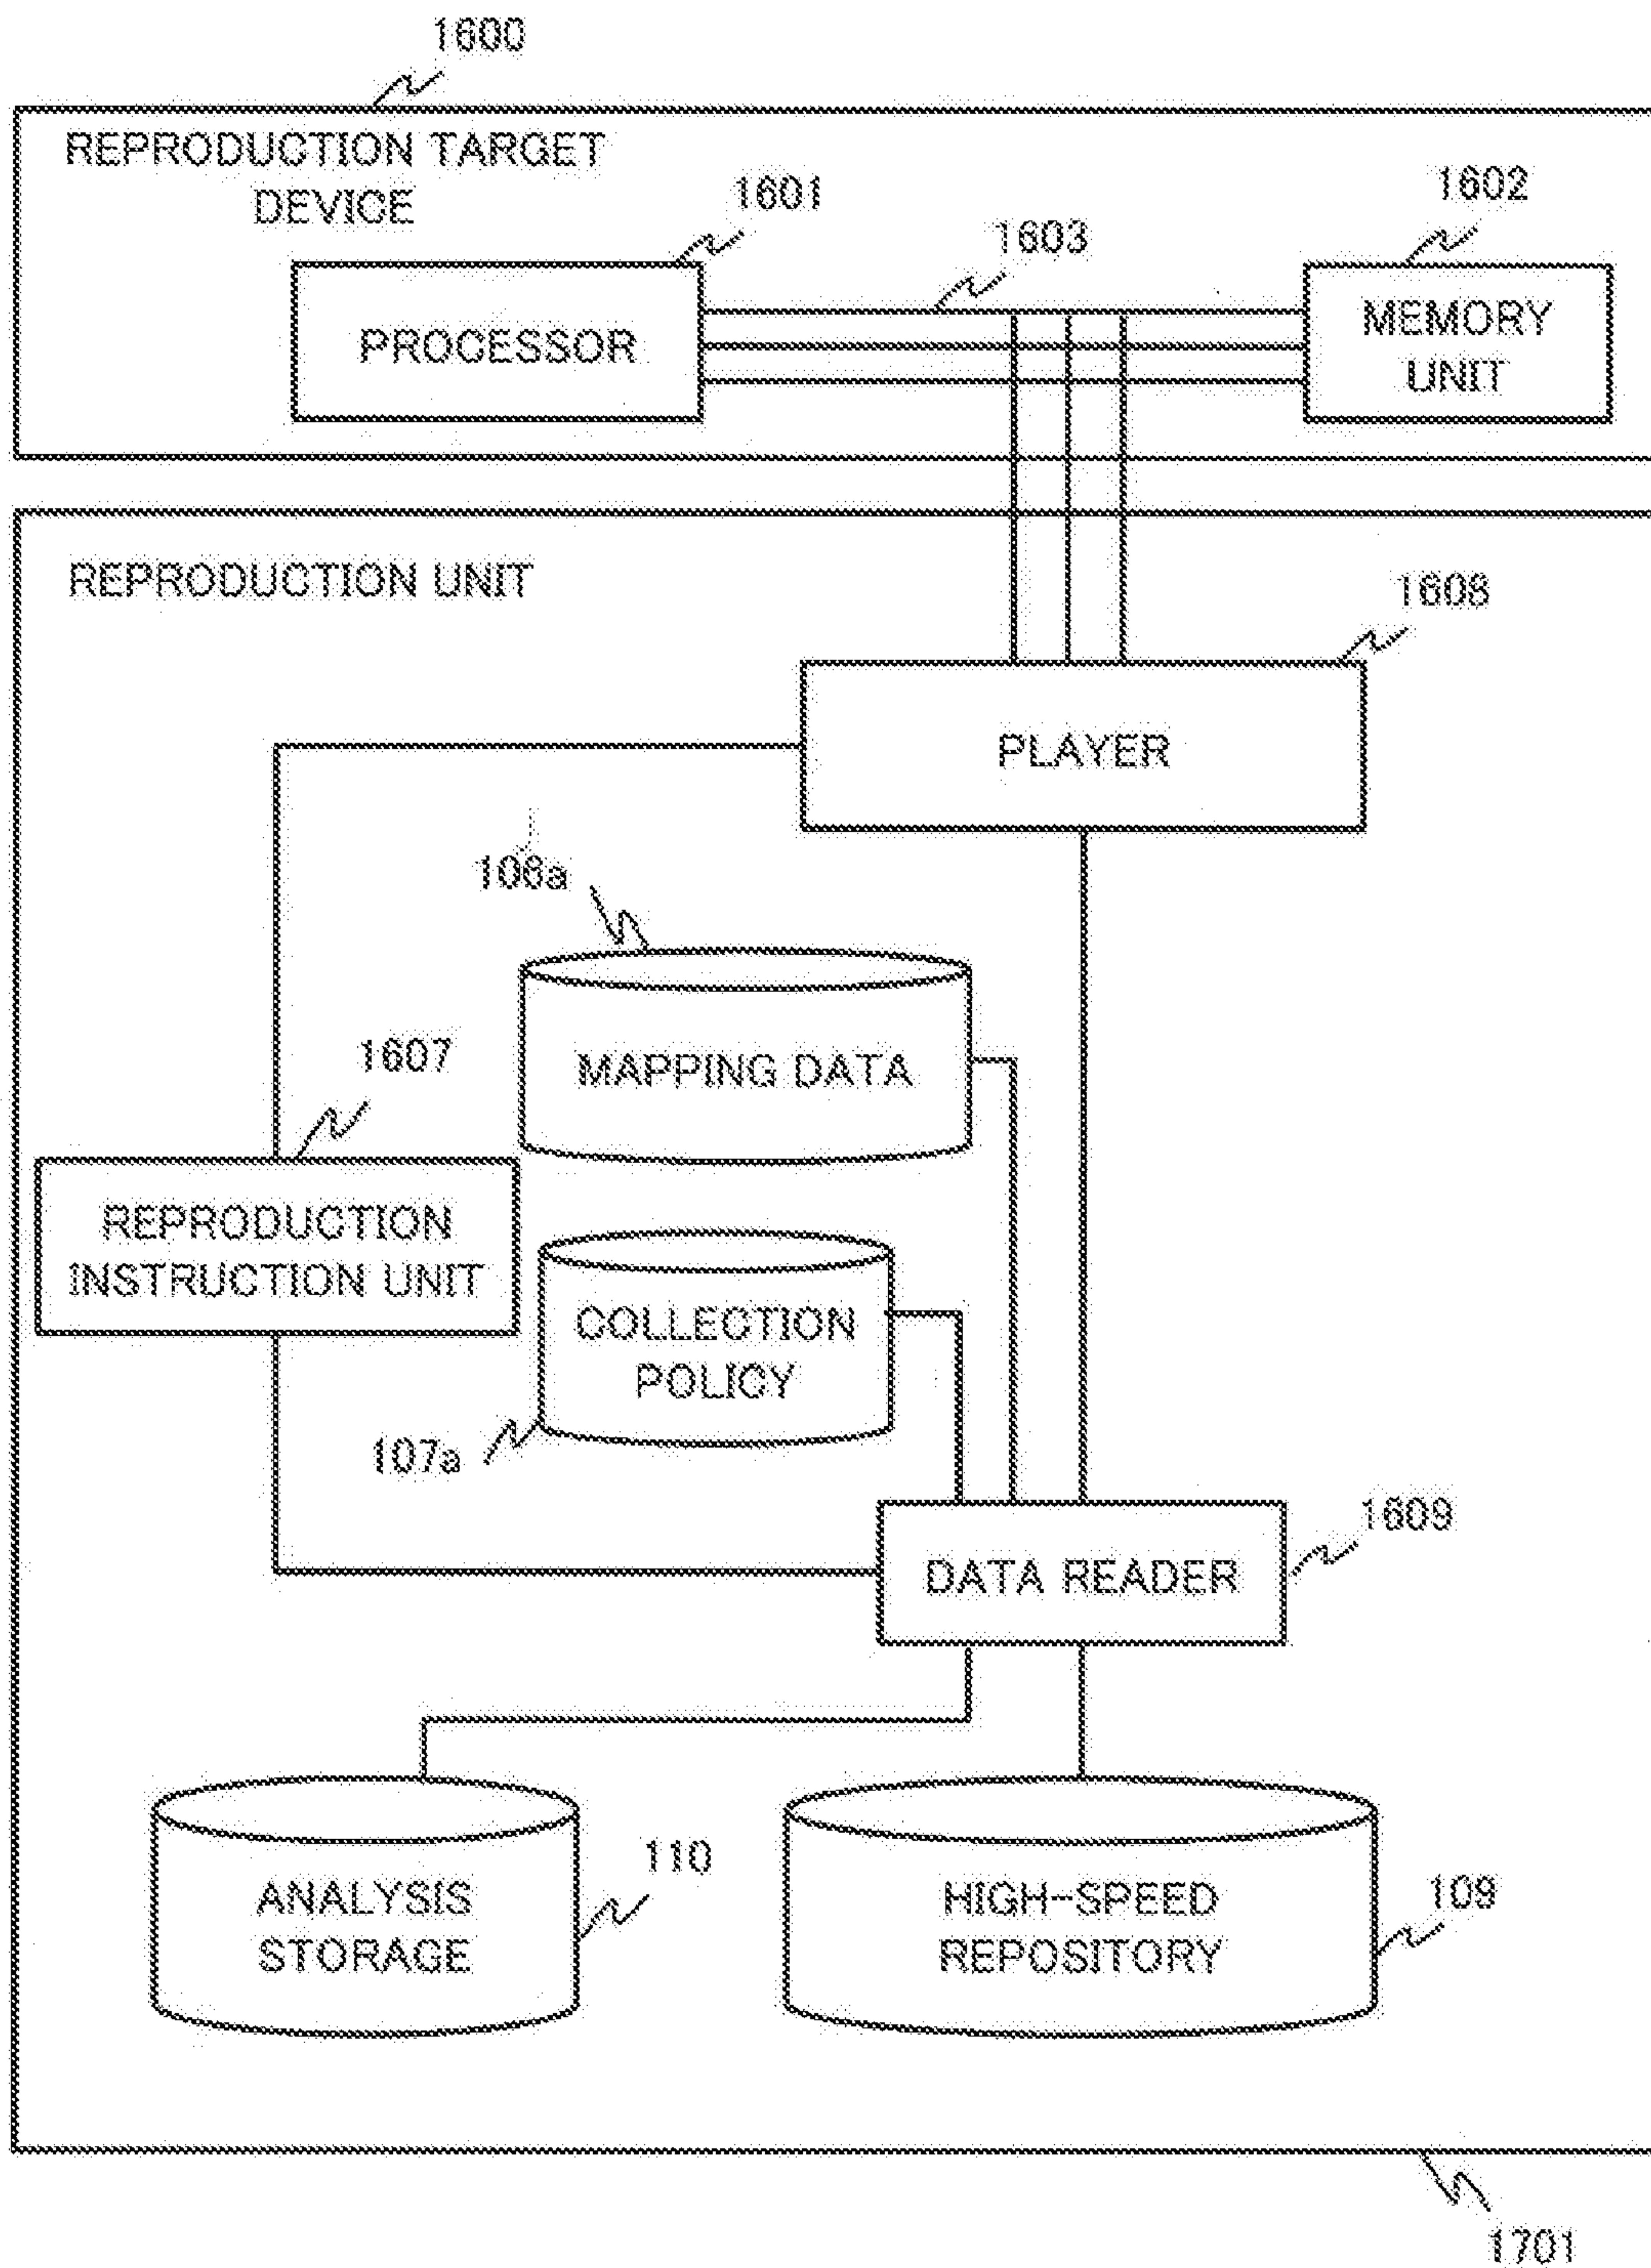 1600
REPRODUCTION TARGET
DEVICE
1601
1602
1603
PROCESSOR
MEMORY
UNIT
REPRODUCTION UNIT
1608
PLAYER
106a
MAPPING DATA
1607
REPRODUCTION
INSTRUCTION UNIT
COLLECTION
POLICY
107a
1609
DATA READER
110
ANALYSIS
STORAGE
109
HIGH-SPEED
REPOSITORY
1701